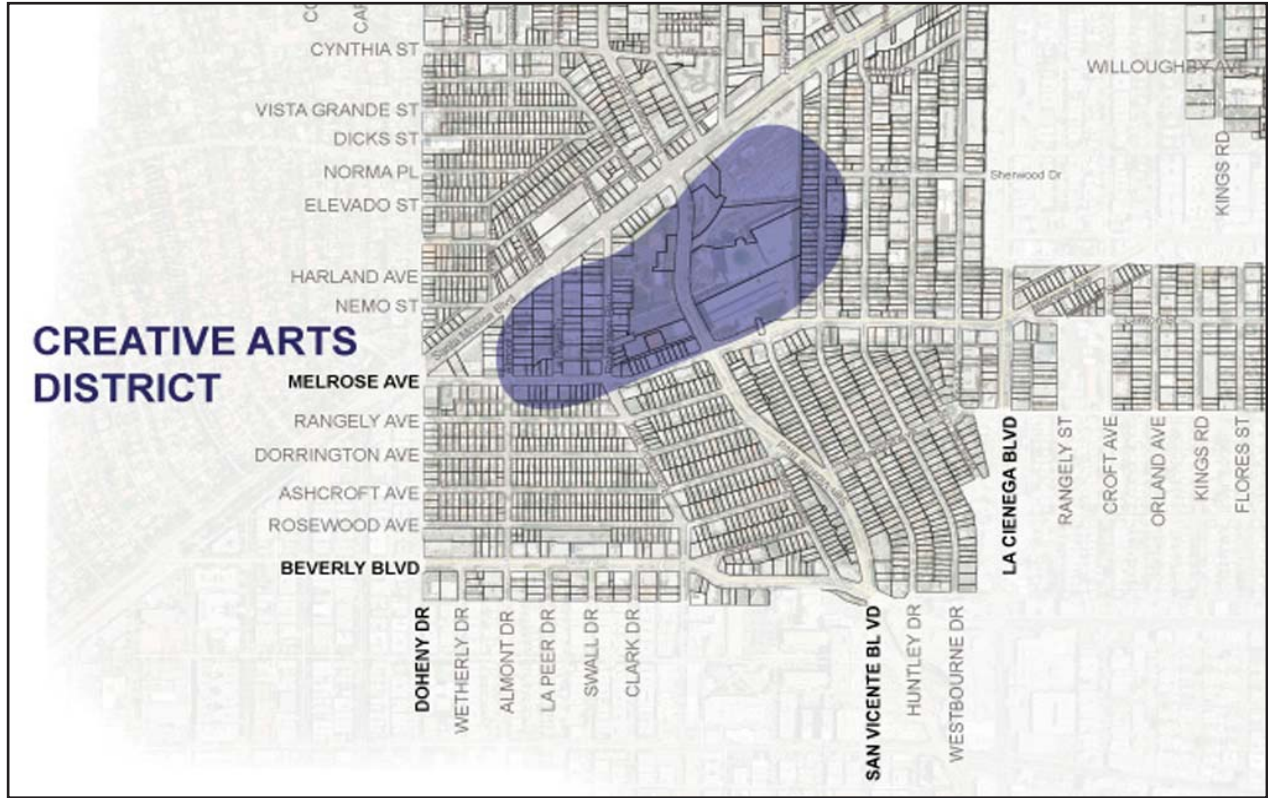 CYNTHIA ST
VISTA GRANDE ST
DICKS ST
NORMA PL
ELEVADO ST
HARLAND AVE
NEMO ST
CREATIVE ARTS
DISTRICT
MELROSE AVE
RANGELY AVE
DORRINGTON AVE
ASHCROFT AVE
ROSEWOOD AVE
BEVERLY BLVD
WILLOUGHBY AVE
KINGS RD
Sherwood Dr
Santa Monica Blvd
DOHENY DR
WETHERLY DR
ALMONT DR
LA PEER DR
SWALL DR
CLARK DR
SAN VICENTE BL VD
HUNTLEY DR
WESTBOURNE DR
LA CIENEGA BLVD
RANGELY ST
CROFT AVE
ORLAND AVE
KINGS RD
FLORES ST